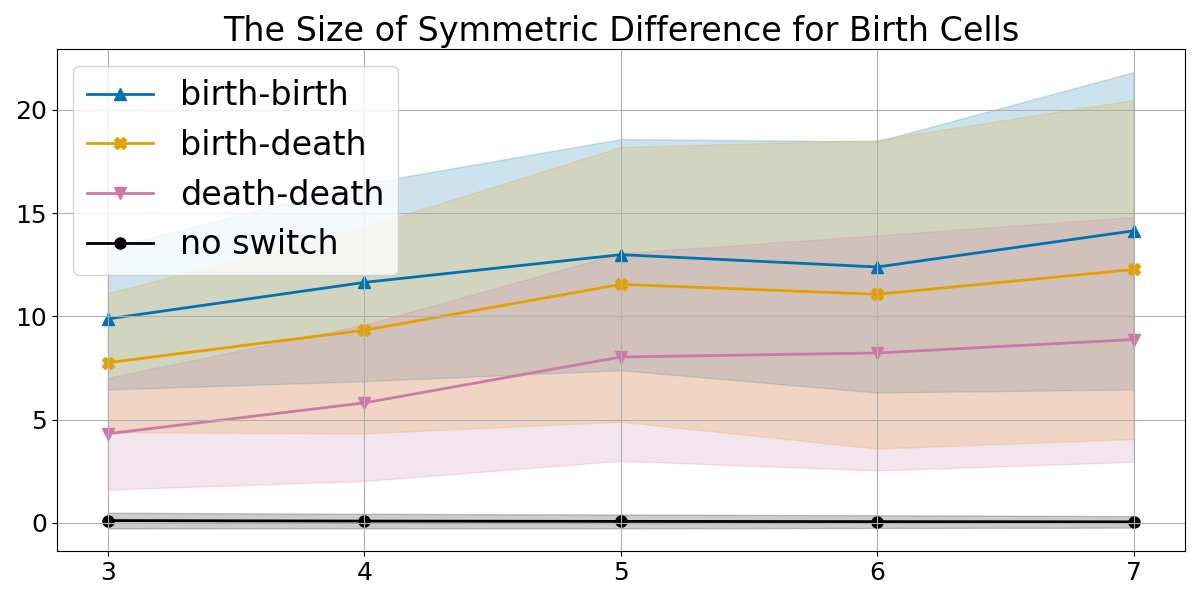 The Size of Symmetric Difference for Birth Cells
birth-birth
birth-death
death-death
no switch
20
15
10
5
0
3 4 5 6 7